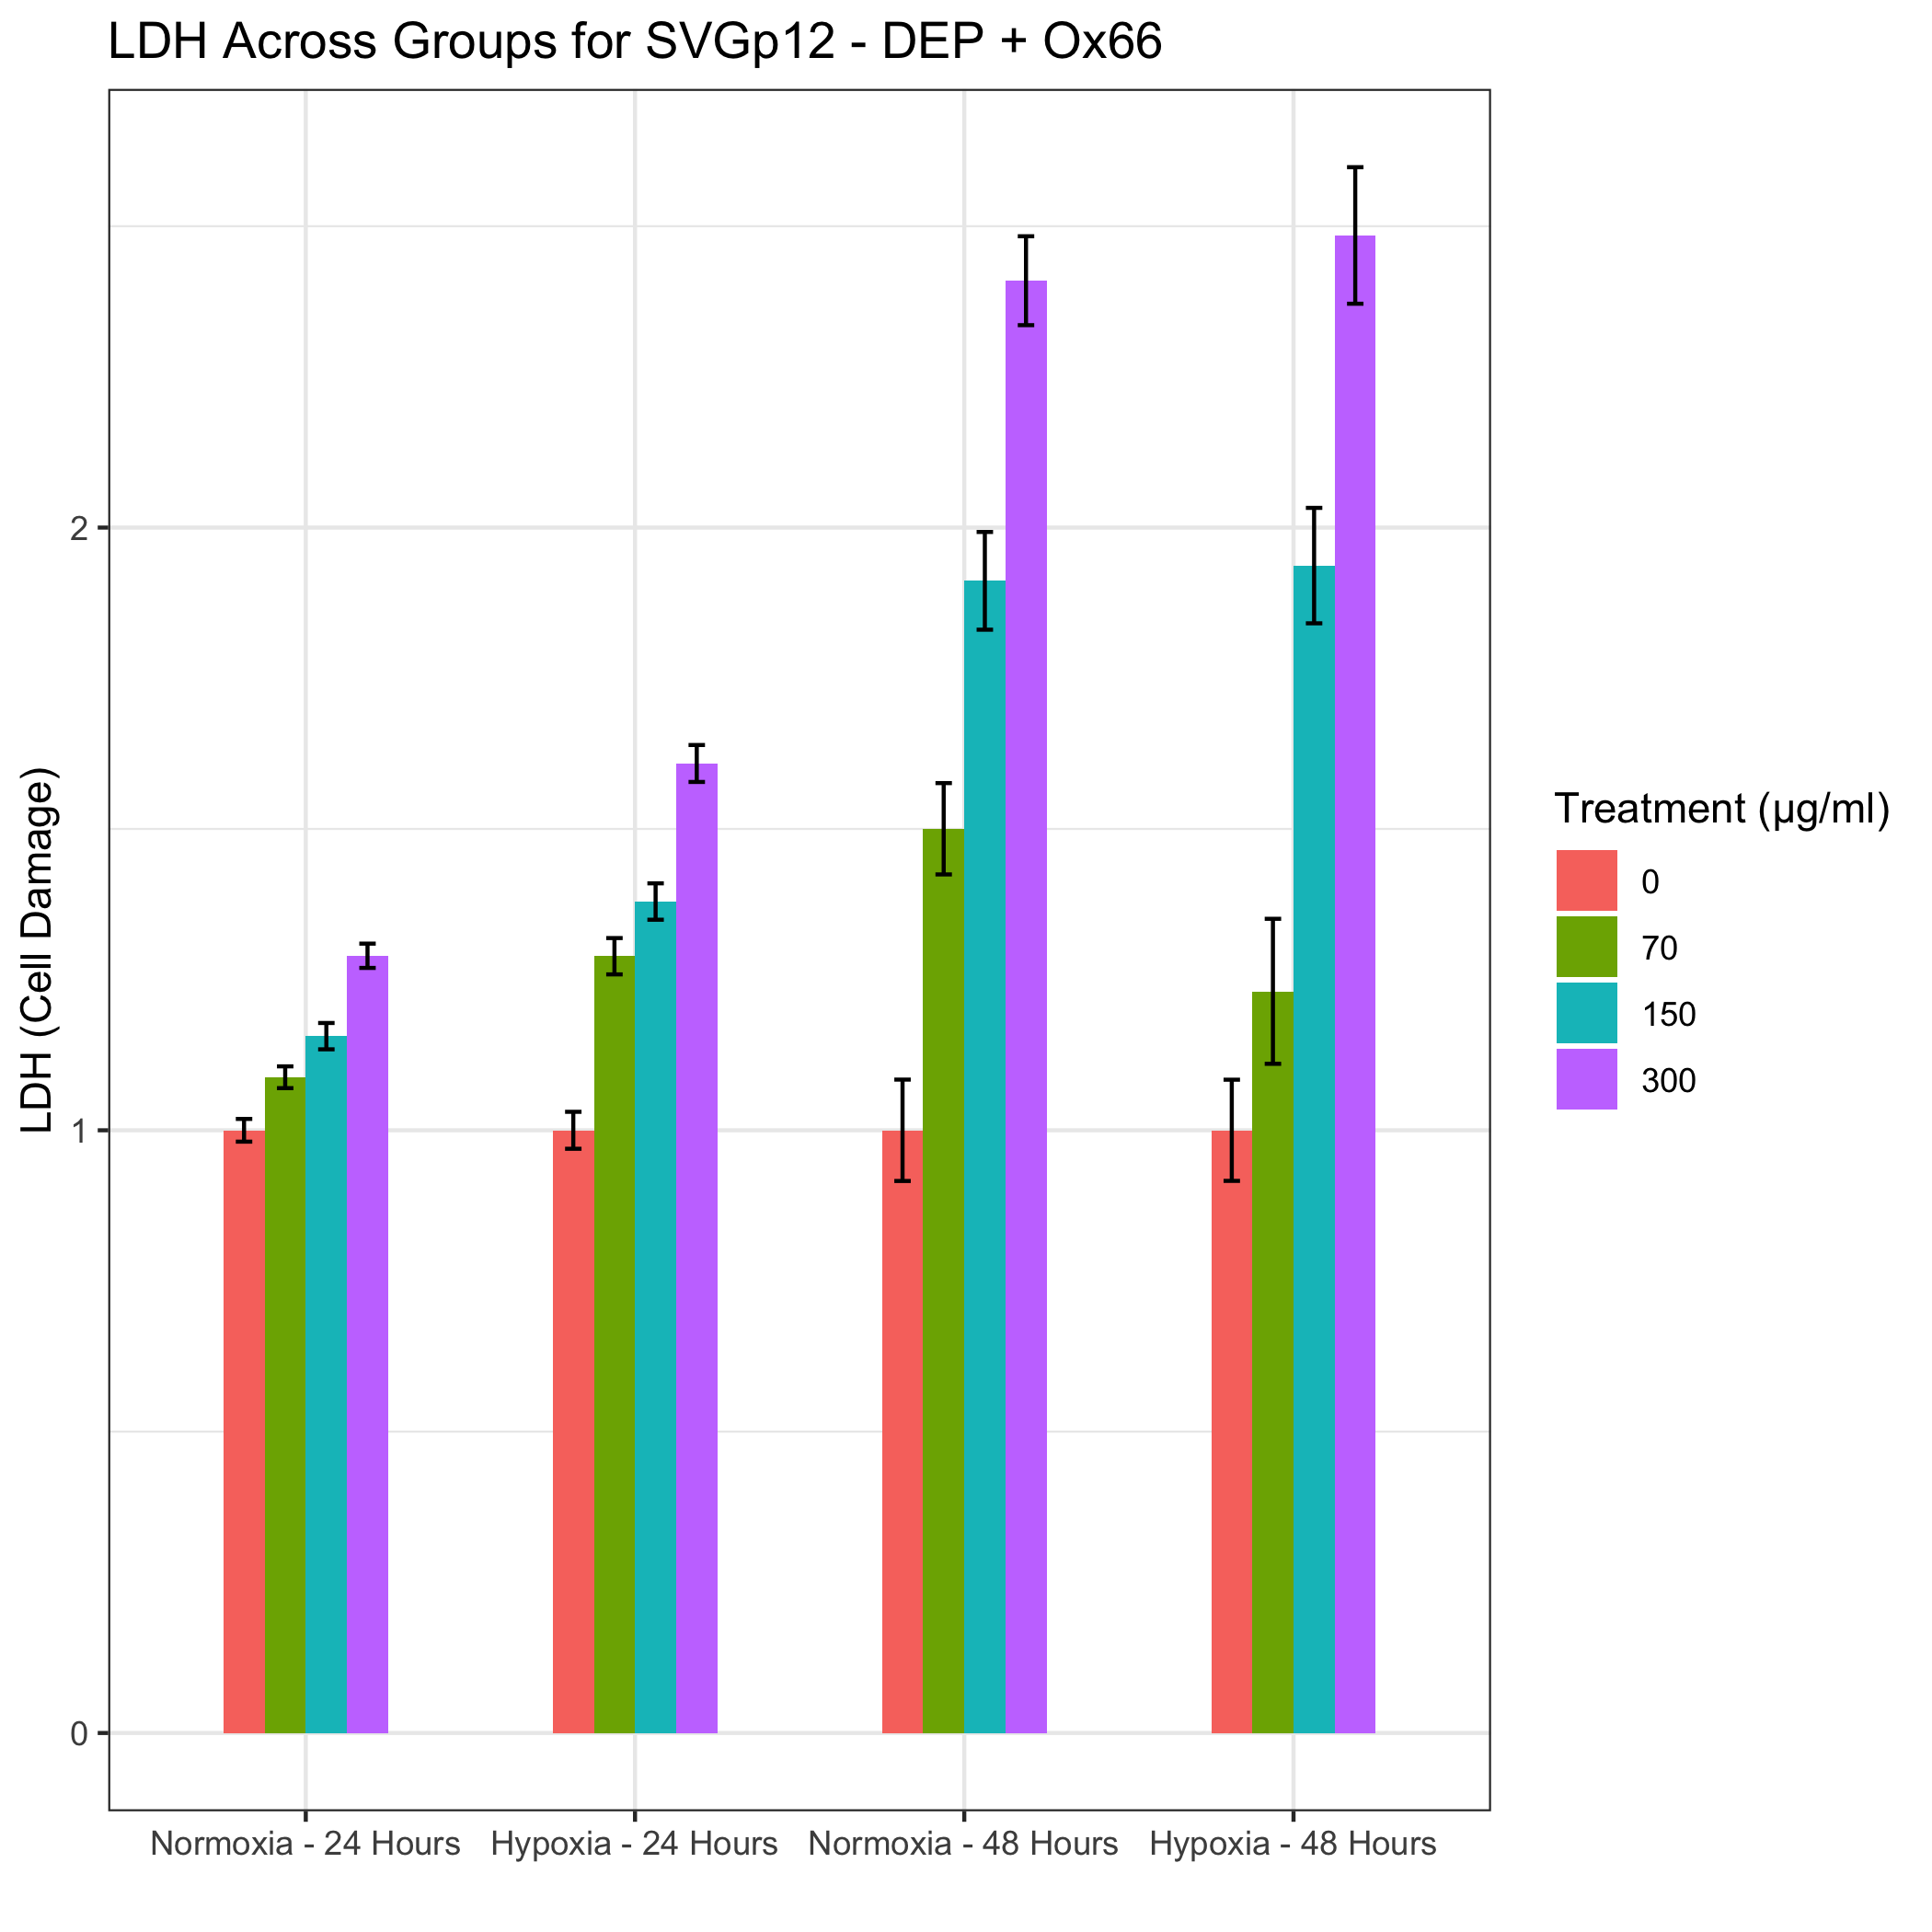 LDH Across Groups for SVGp12 - DEP + Ox66
LDH (Cell Damage)
2
1
0
Normoxia - 24 Hours
Hypoxia - 24 Hours
Normoxia - 48 Hours
Hypoxia - 48 Hours
Treatment (µg/ml)
0
70
150
300